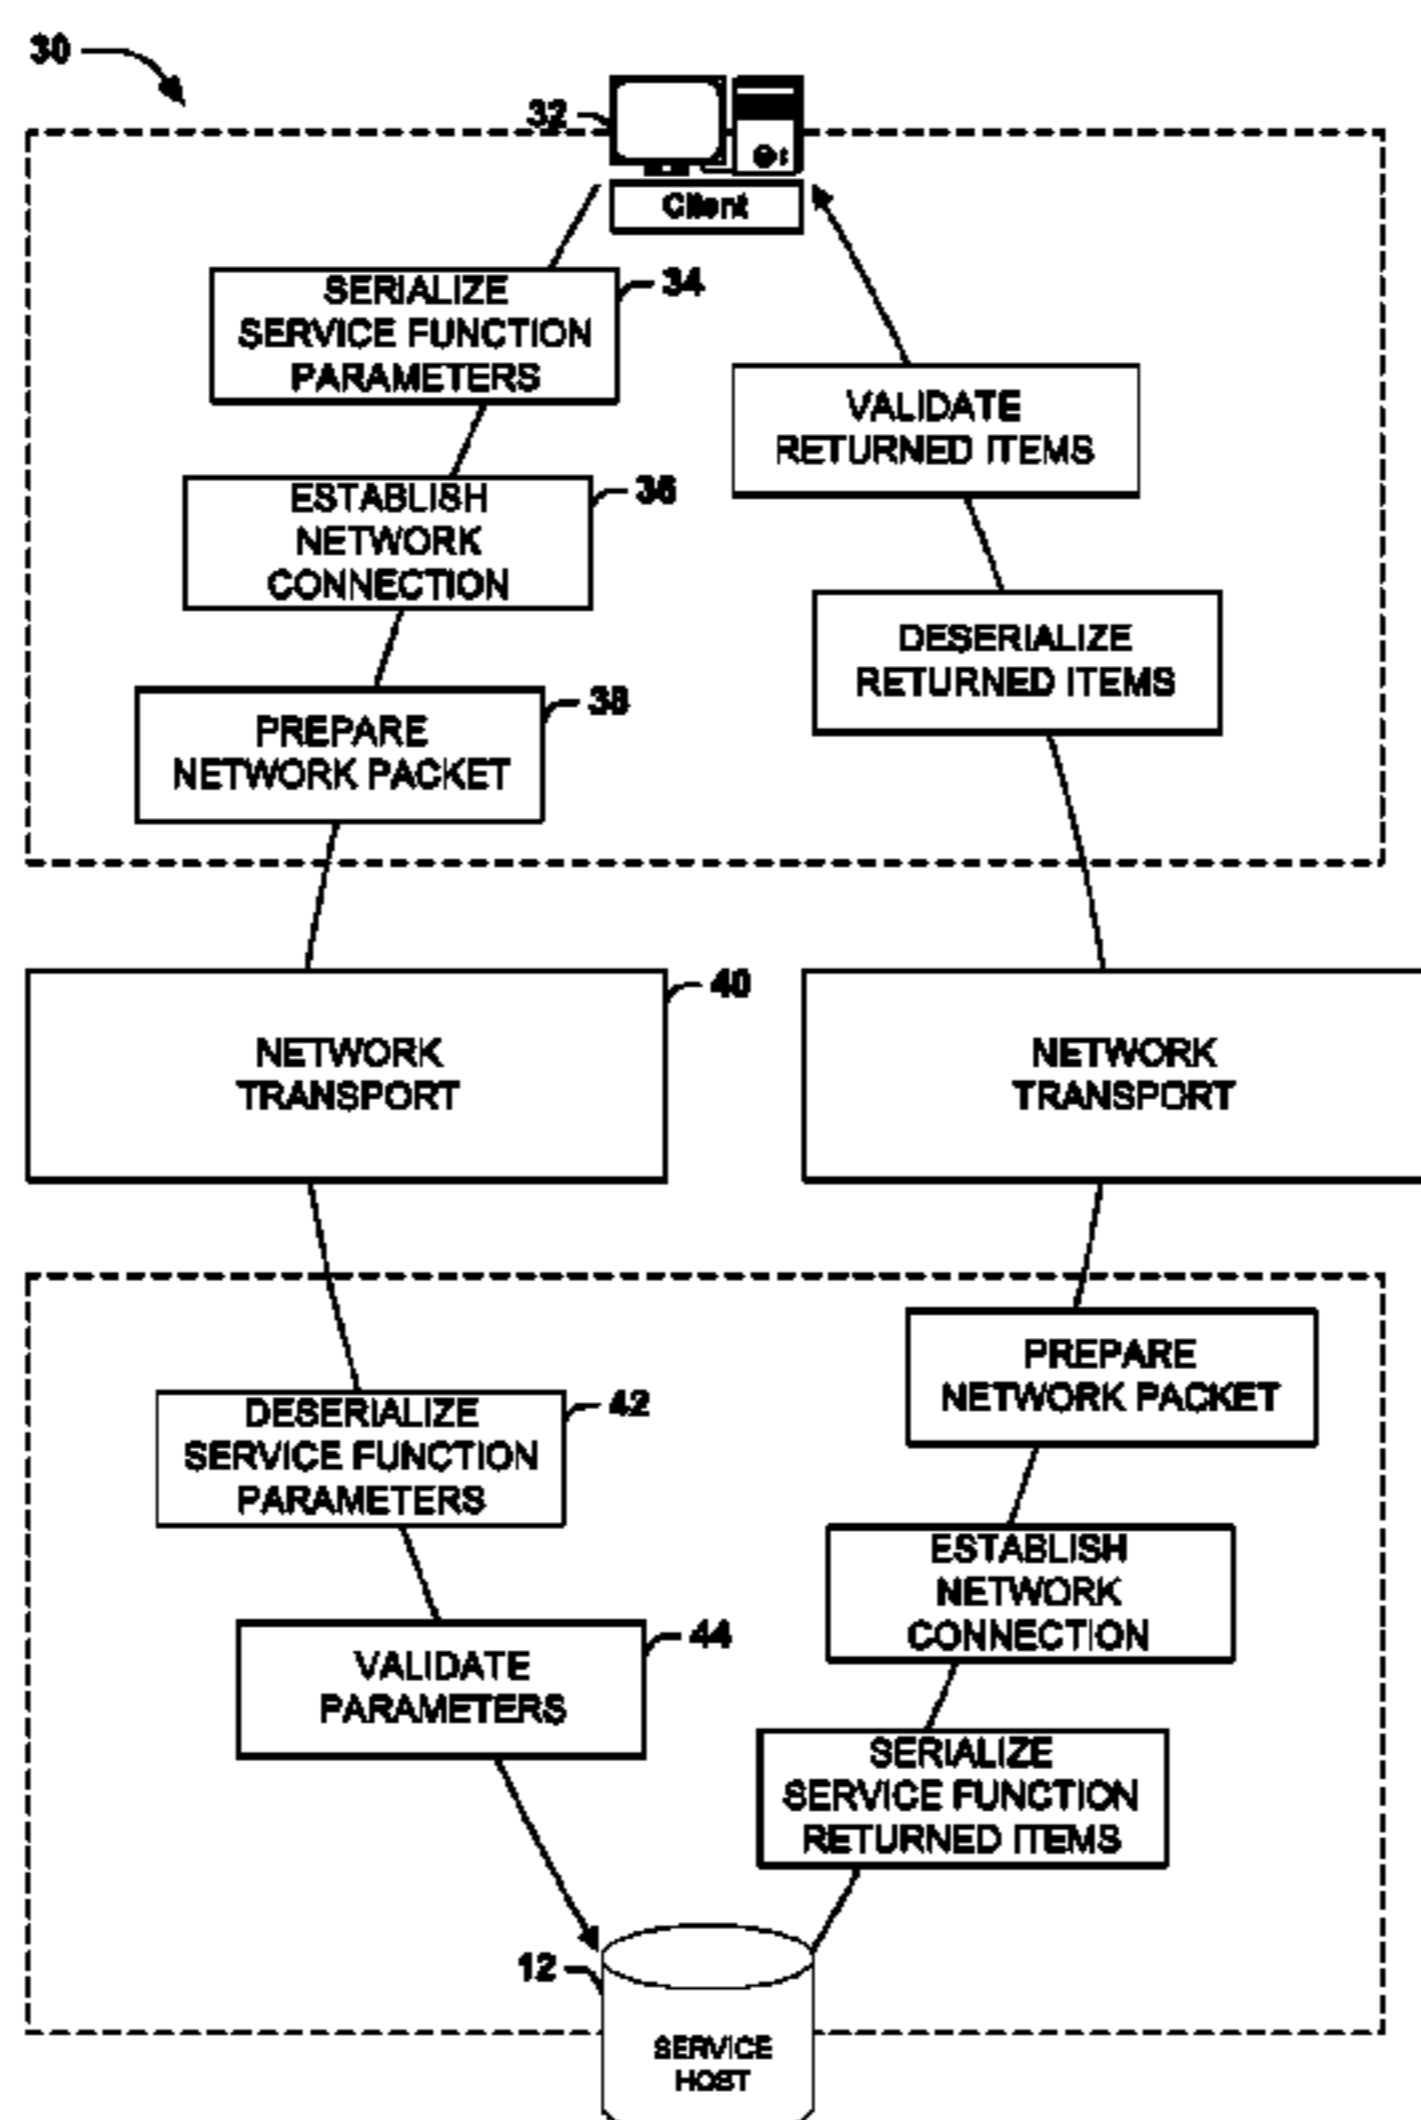 30
32
Client
SERIALIZE
SERVICE FUNCTION
PARAMETERS
34
VALIDATE
RETURNED ITEMS
ESTABLISH
NETWORK
CONNECTION
36
DESERIALIZE
RETURNED ITEMS
PREPARE
NETWORK PACKET
38
NETWORK
TRANSPORT
40
NETWORK
TRANSPORT
PREPARE
NETWORK PACKET
DESERIALIZE
SERVICE FUNCTION
PARAMETERS
42
ESTABLISH
NETWORK
CONNECTION
VALIDATE
PARAMETERS
44
SERIALIZE
SERVICE FUNCTION
RETURNED ITEMS
12
SERVICE
HOST